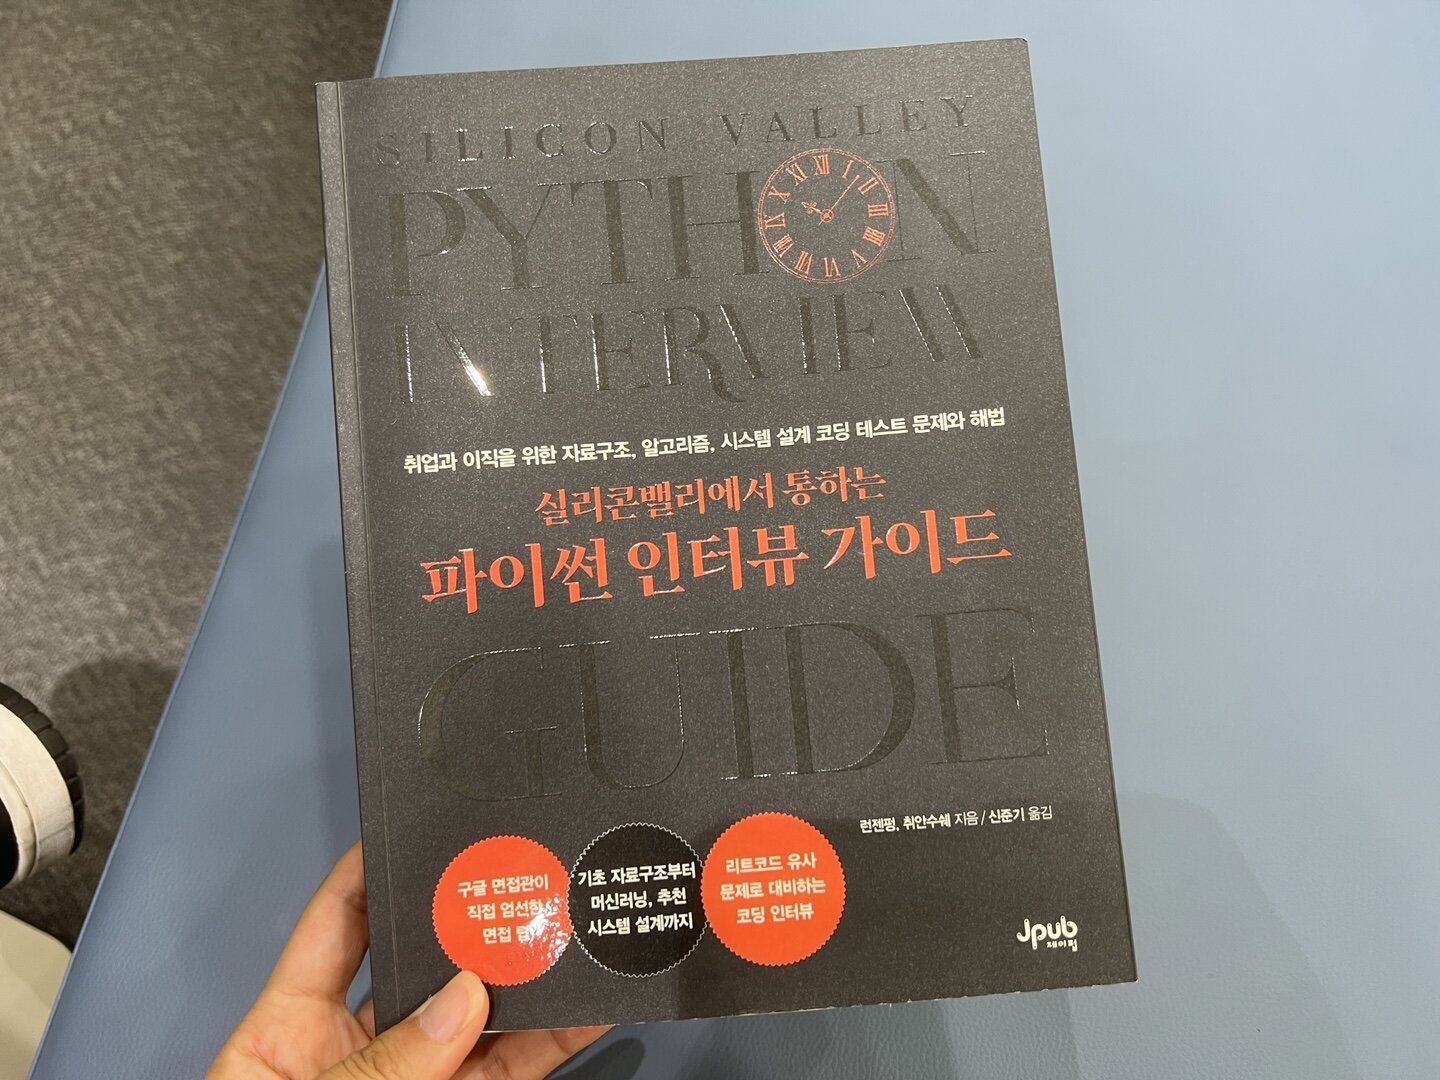 SILICON VALLEY
PYTHON
INTERVIEW
취업과 이직을 위한 자료구조, 알고리즘, 시스템 설계 코딩 테스트 문제와 해법
실리콘밸리에서 통하는
파이썬 인터뷰 가이드
GUIDE
런젠펑, 취안수쉐 지음 / 신준기 옮김
구글 면접관이
직접 엄선한
면접 팁
기초 자료구조부터
머신러닝, 추천
시스템 설계까지
리트코드 유사
문제로 대비하는
코딩 인터뷰
Jpub
제이펍